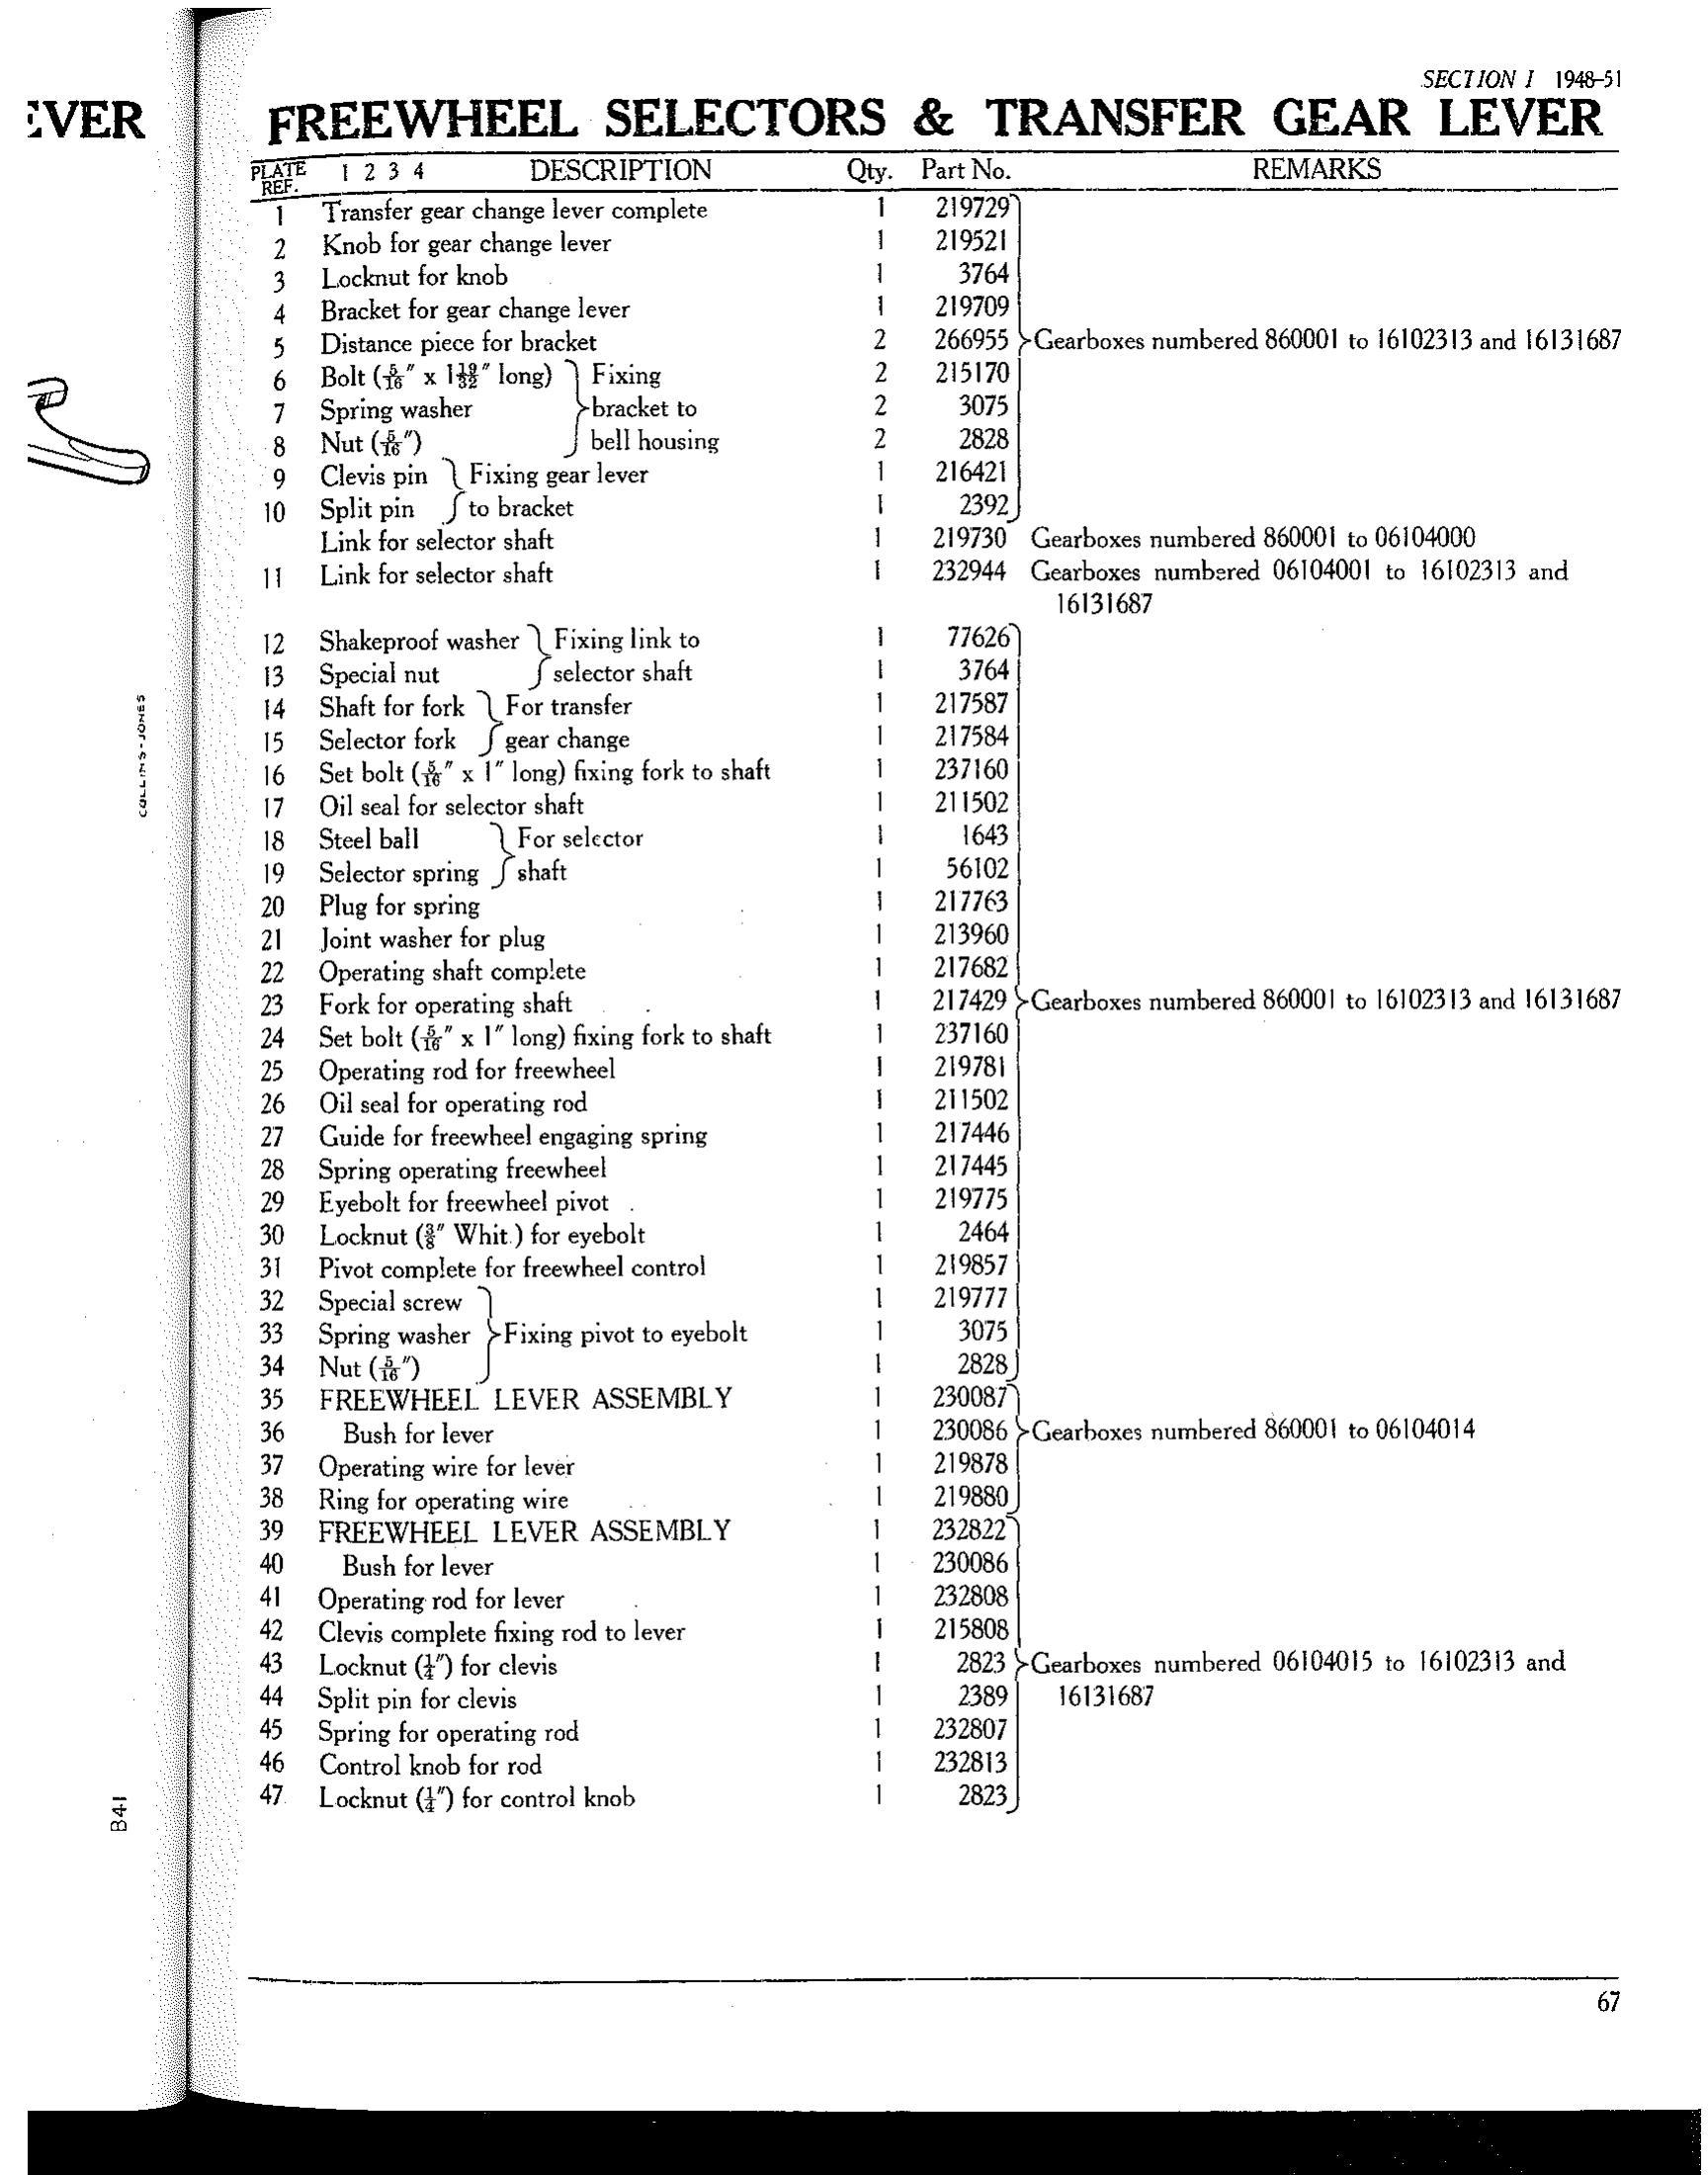 EVER
COLLINS-JONES
B41
SECTION I 1948-51
FREEWHEEL SELECTORS & TRANSFER GEAR LEVER
PLATE REF. 1 2 3 4 DESCRIPTION Qty. Part No. REMARKS
1 Transfer gear change lever complete 1 219729
2 Knob for gear change lever 1 219521
3 Locknut for knob 1 3764
4 Bracket for gear change lever 1 219709
5 Distance piece for bracket 2 266955 Gearboxes numbered 860001 to 16102313 and 16131687
6 Bolt (5/16" x 1 19/32" long) Fixing 2 215170
7 Spring washer bracket to 2 3075
8 Nut (5/16") bell housing 2 2828
9 Clevis pin Fixing gear lever 1 216421
10 Split pin to bracket 1 2392
Link for selector shaft 1 219730 Gearboxes numbered 860001 to 06104000
11 Link for selector shaft 1 232944 Gearboxes numbered 06104001 to 16102313 and
16131687
12 Shakeproof washer Fixing link to 1 77626
13 Special nut selector shaft 1 3764
14 Shaft for fork For transfer 1 217587
15 Selector fork gear change 1 217584
16 Set bolt (5/16" x 1" long) fixing fork to shaft 1 237160
17 Oil seal for selector shaft 1 211502
18 Steel ball For selector 1 1643
19 Selector spring shaft 1 56102
20 Plug for spring 1 217763
21 Joint washer for plug 1 213960
22 Operating shaft complete 1 217682
23 Fork for operating shaft 1 217429 Gearboxes numbered 860001 to 16102313 and 16131687
24 Set bolt (5/16" x 1" long) fixing fork to shaft 1 237160
25 Operating rod for freewheel 1 219781
26 Oil seal for operating rod 1 211502
27 Guide for freewheel engaging spring 1 217446
28 Spring operating freewheel 1 217445
29 Eyebolt for freewheel pivot 1 219775
30 Locknut (3/8" Whit.) for eyebolt 1 2464
31 Pivot complete for freewheel control 1 219857
32 Special screw 1 219777
33 Spring washer Fixing pivot to eyebolt 1 3075
34 Nut (5/16") 1 2828
35 FREEWHEEL LEVER ASSEMBLY 1 230087
36 Bush for lever 1 230086 Gearboxes numbered 860001 to 06104014
37 Operating wire for lever 1 219878
38 Ring for operating wire 1 219880
39 FREEWHEEL LEVER ASSEMBLY 1 232822
40 Bush for lever 1 230086
41 Operating rod for lever 1 232808
42 Clevis complete fixing rod to lever 1 215808
43 Locknut (1/4") for clevis 1 2823 Gearboxes numbered 06104015 to 16102313 and
44 Split pin for clevis 1 2389 16131687
45 Spring for operating rod 1 232807
46 Control knob for rod 1 232813
47 Locknut (1/4") for control knob 1 2823
67